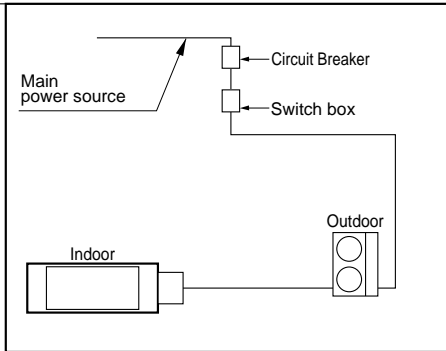 Circuit Breaker
Main
power source
Switch box
Outdoor
Indoor